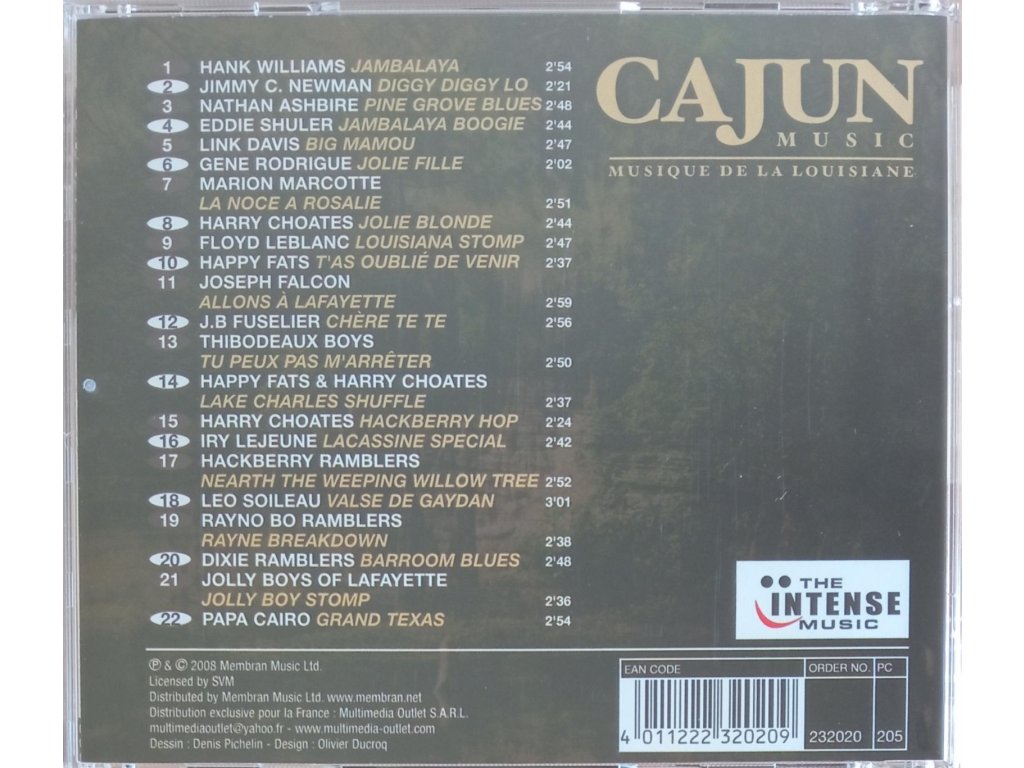 CAJUN
MUSIC
MUSIQUE DE LA LOUISIANE
1 HANK WILLIAMS JAMBALAYA 2'54
2 JIMMY C. NEWMAN DIGGY DIGGY LO 2'21
3 NATHAN ASHBIRE PINE GROVE BLUES 2'48
4 EDDIE SHULER JAMBALAYA BOOGIE 2'44
5 LINK DAVIS BIG MAMOU 2'47
6 GENE RODRIGUE JOLIE FILLE 2'02
7 MARION MARCOTTE
LA NOCE A ROSALIE 2'51
8 HARRY CHOATES JOLIE BLONDE 2'44
9 FLOYD LEBLANC LOUISIANA STOMP 2'47
10 HAPPY FATS T'AS OUBLIÉ DE VENIR 2'37
11 JOSEPH FALCON
ALLONS À LAFAYETTE 2'59
12 J.B FUSELIER CHÈRE TE TE 2'56
13 THIBODEAUX BOYS
TU PEUX PAS M'ARRÊTER 2'50
14 HAPPY FATS & HARRY CHOATES
LAKE CHARLES SHUFFLE 2'37
15 HARRY CHOATES HACKBERRY HOP 2'24
16 IRY LEJEUNE LACASSINE SPECIAL 2'42
17 HACKBERRY RAMBLERS
NEARTH THE WEEPING WILLOW TREE 2'52
18 LEO SOILEAU VALSE DE GAYDAN 3'01
19 RAYNO BO RAMBLERS
RAYNE BREAKDOWN 2'38
20 DIXIE RAMBLERS BARROOM BLUES 2'48
21 JOLLY BOYS OF LAFAYETTE
JOLLY BOY STOMP 2'36
22 PAPA CAIRO GRAND TEXAS 2'54
THE
INTENSE
MUSIC
℗ & © 2008 Membran Music Ltd.
Licensed by SVM
Distributed by Membran Music Ltd. www.membran.net
Distribution exclusive pour la France : Multimedia Outlet S.A.R.L.
multimediaoutlet@yahoo.fr - www.multimedia-outlet.com
Dessin : Denis Pichelin - Design : Olivier Ducroq
EAN CODE ORDER NO. PC
4 011222 320209 232020 205